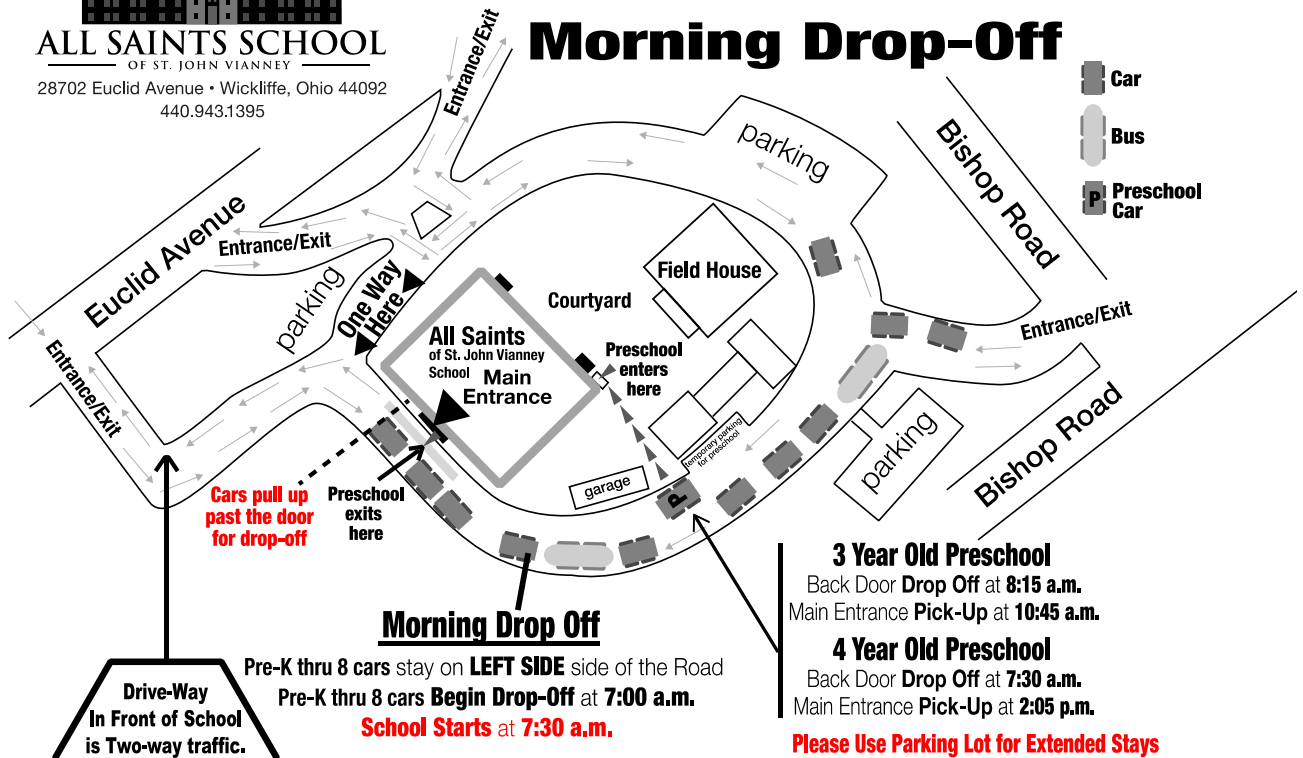 ALL SAINTS SCHOOL
OF ST. JOHN VIANNEY
28702 Euclid Avenue • Wickliffe, Ohio 44092
440.943.1395
Morning Drop-Off
Car
Bus
P
Preschool
Car
Entrance/Exit
parking
Bishop Road
Euclid Avenue
Entrance/Exit
parking
One Way
Here
Field House
Courtyard
All Saints
of St. John Vianney
School
Main
Entrance
Preschool
enters
here
Entrance/Exit
Entrance/Exit
temporary parking
for preschool
parking
Bishop Road
garage
P
Cars pull up
past the door
for drop-off
Preschool
exits
here
Morning Drop Off
Pre-K thru 8 cars stay on LEFT SIDE side of the Road
Pre-K thru 8 cars Begin Drop-Off at 7:00 a.m.
School Starts at 7:30 a.m.
Drive-Way
In Front of School
is Two-way traffic.
3 Year Old Preschool
Back Door Drop Off at 8:15 a.m.
Main Entrance Pick-Up at 10:45 a.m.
4 Year Old Preschool
Back Door Drop Off at 7:30 a.m.
Main Entrance Pick-Up at 2:05 p.m.
Please Use Parking Lot for Extended Stays